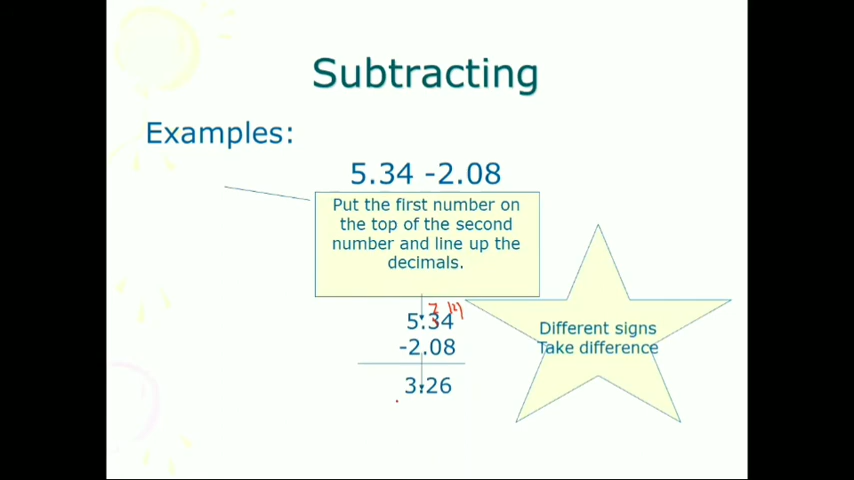 Subtracting
Examples:
5.34 -2.08
Put the first number on
the top of the second
number and line up the
decimals.
5.34
-2.08
3.26
Different signs
Take difference